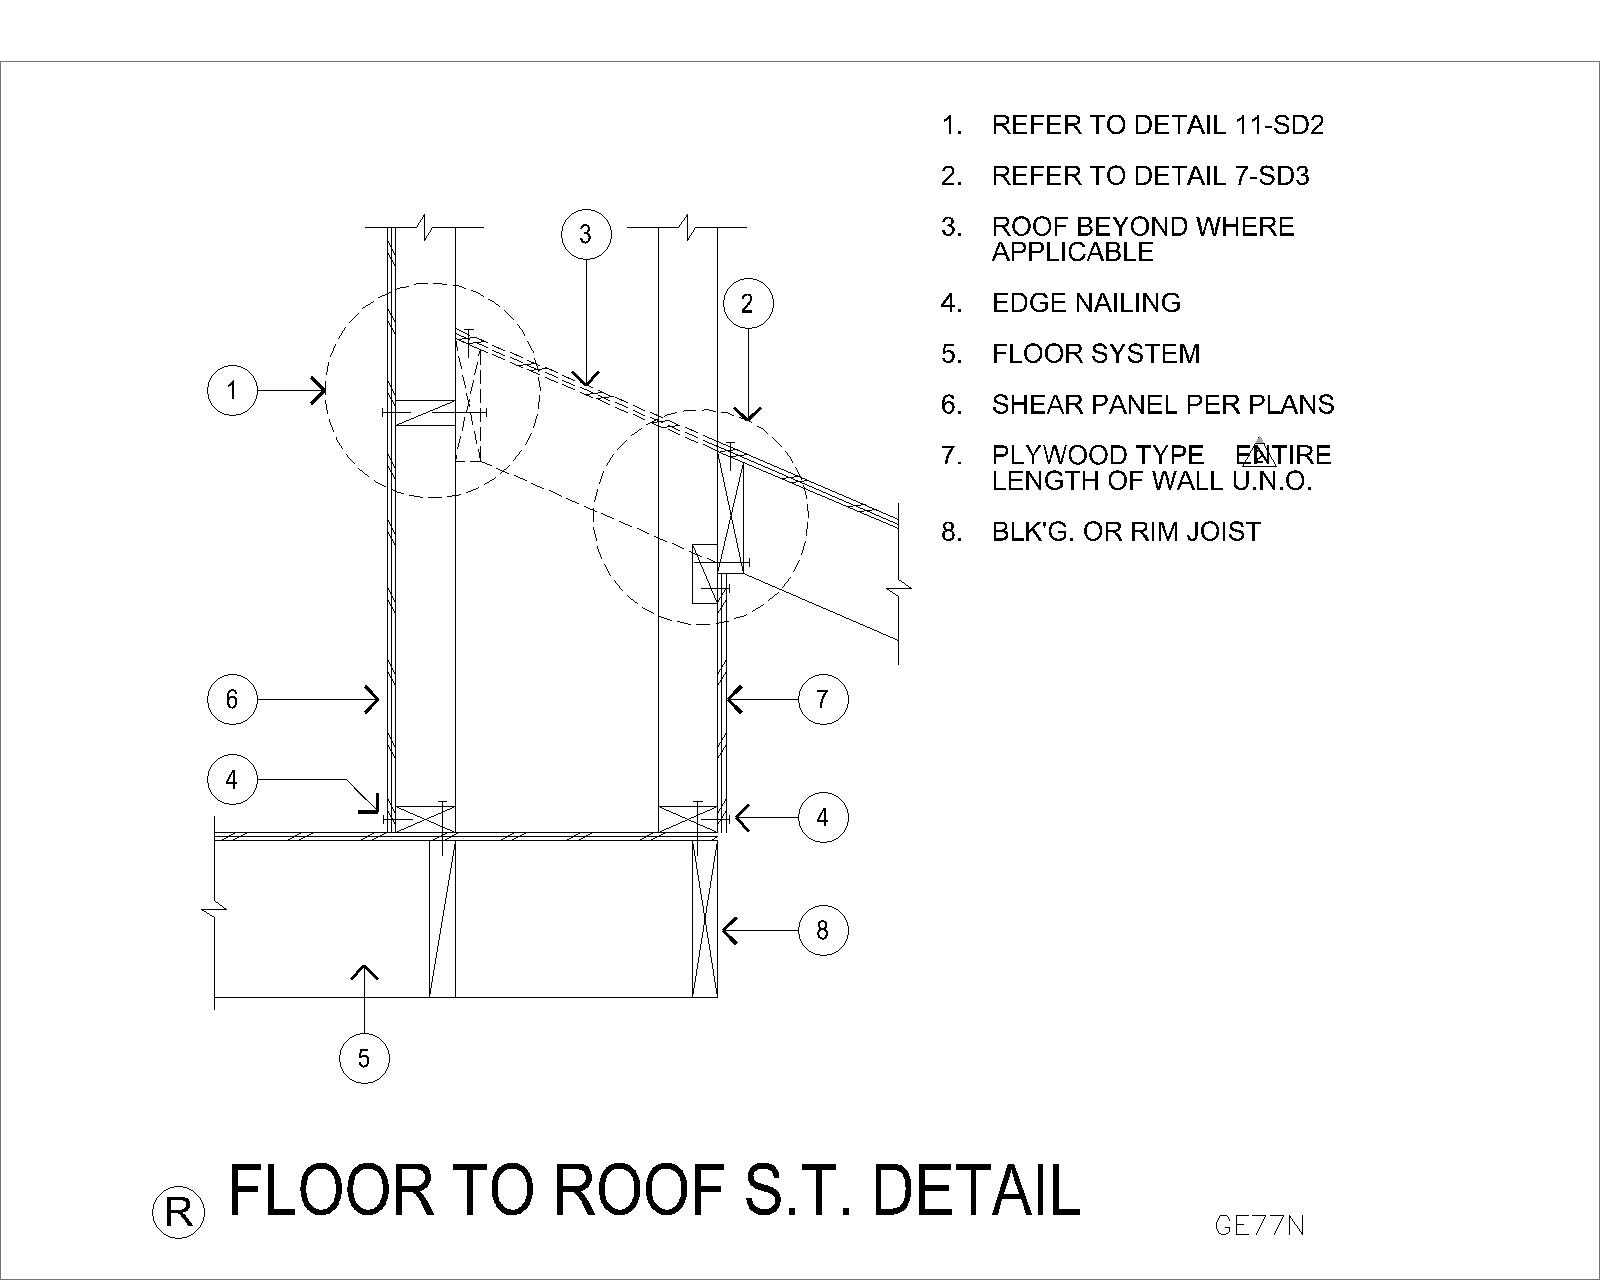 1. REFER TO DETAIL 11-SD2
2. REFER TO DETAIL 7-SD3
3. ROOF BEYOND WHERE
APPLICABLE
4. EDGE NAILING
5. FLOOR SYSTEM
6. SHEAR PANEL PER PLANS
7. PLYWOOD TYPE ENTIRE
LENGTH OF WALL U.N.O.
8. BLK'G. OR RIM JOIST
3
2
1
6
7
4
4
8
5
R FLOOR TO ROOF S.T. DETAIL
GE77N